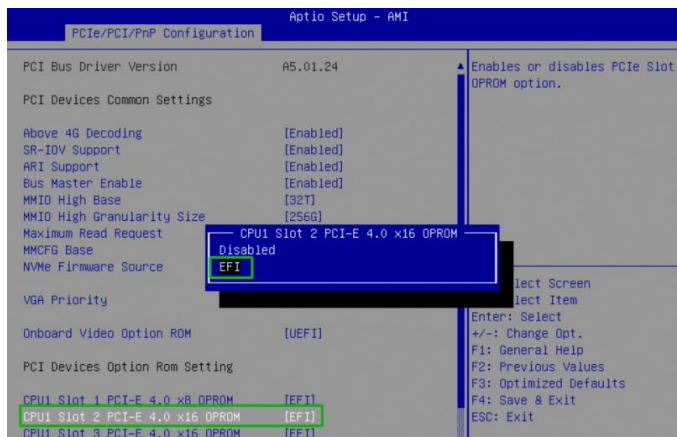 Aptio Setup - AMI
PCIe/PCI/PnP Configuration
PCI Bus Driver Version A5.01.24
PCI Devices Common Settings
Above 4G Decoding [Enabled]
SR-IOV Support [Enabled]
ARI Support [Enabled]
Bus Master Enable [Enabled]
MMIO High Base [32T]
MMIO High Granularity Size [256G]
Maximum Read Request
MMCFG Base
NVMe Firmware Source
VGA Priority
Onboard Video Option ROM [UEFI]
PCI Devices Option Rom Setting
CPU1 Slot 1 PCI-E 4.0 x8 OPROM [EFI]
CPU1 Slot 2 PCI-E 4.0 x16 OPROM [EFI]
CPU1 Slot 3 PCI-E 4.0 x16 OPROM [EFI]
CPU1 Slot 2 PCI-E 4.0 x16 OPROM
Disabled
EFI
Enables or disables PCIe Slot
OPROM option.
lect Screen
lect Item
Enter: Select
+/-: Change Opt.
F1: General Help
F2: Previous Values
F3: Optimized Defaults
F4: Save & Exit
ESC: Exit